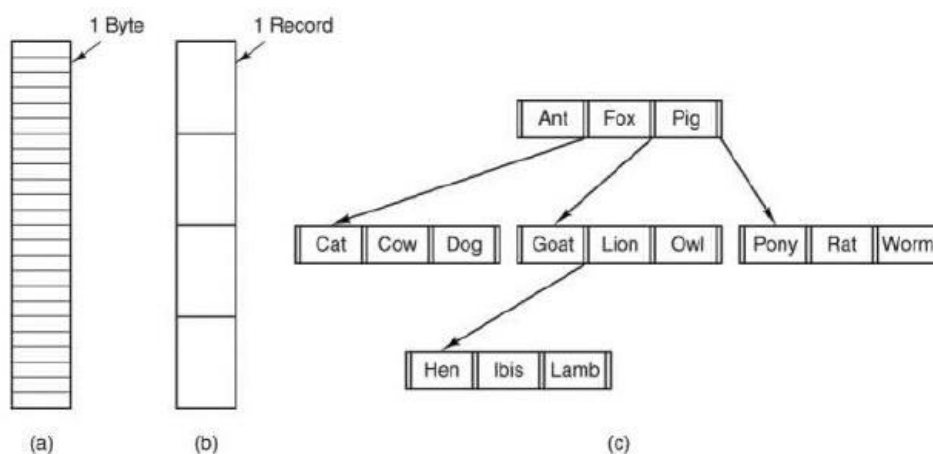 1 Byte
1 Record
Ant Fox Pig
Cat Cow Dog Goat Lion Owl Pony Rat Worm
Hen Ibis Lamb
(a) (b) (c)